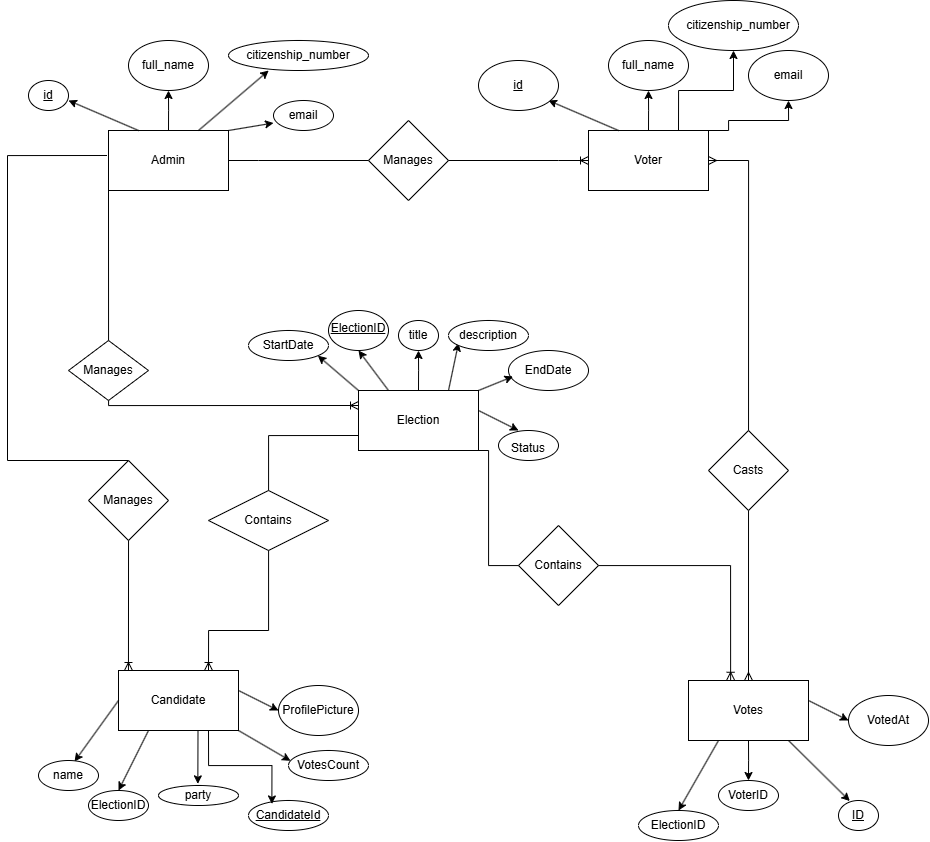 citizenship_number
full_name
citizenship_number
full_name
email
id
id
email
Admin
Manages
Voter
ElectionID
title
description
StartDate
EndDate
Manages
Election
Status
Casts
Manages
Contains
Contains
Candidate
ProfilePicture
Votes
VotedAt
VotesCount
name
party
VoterID
ElectionID
CandidateId
ID
ElectionID